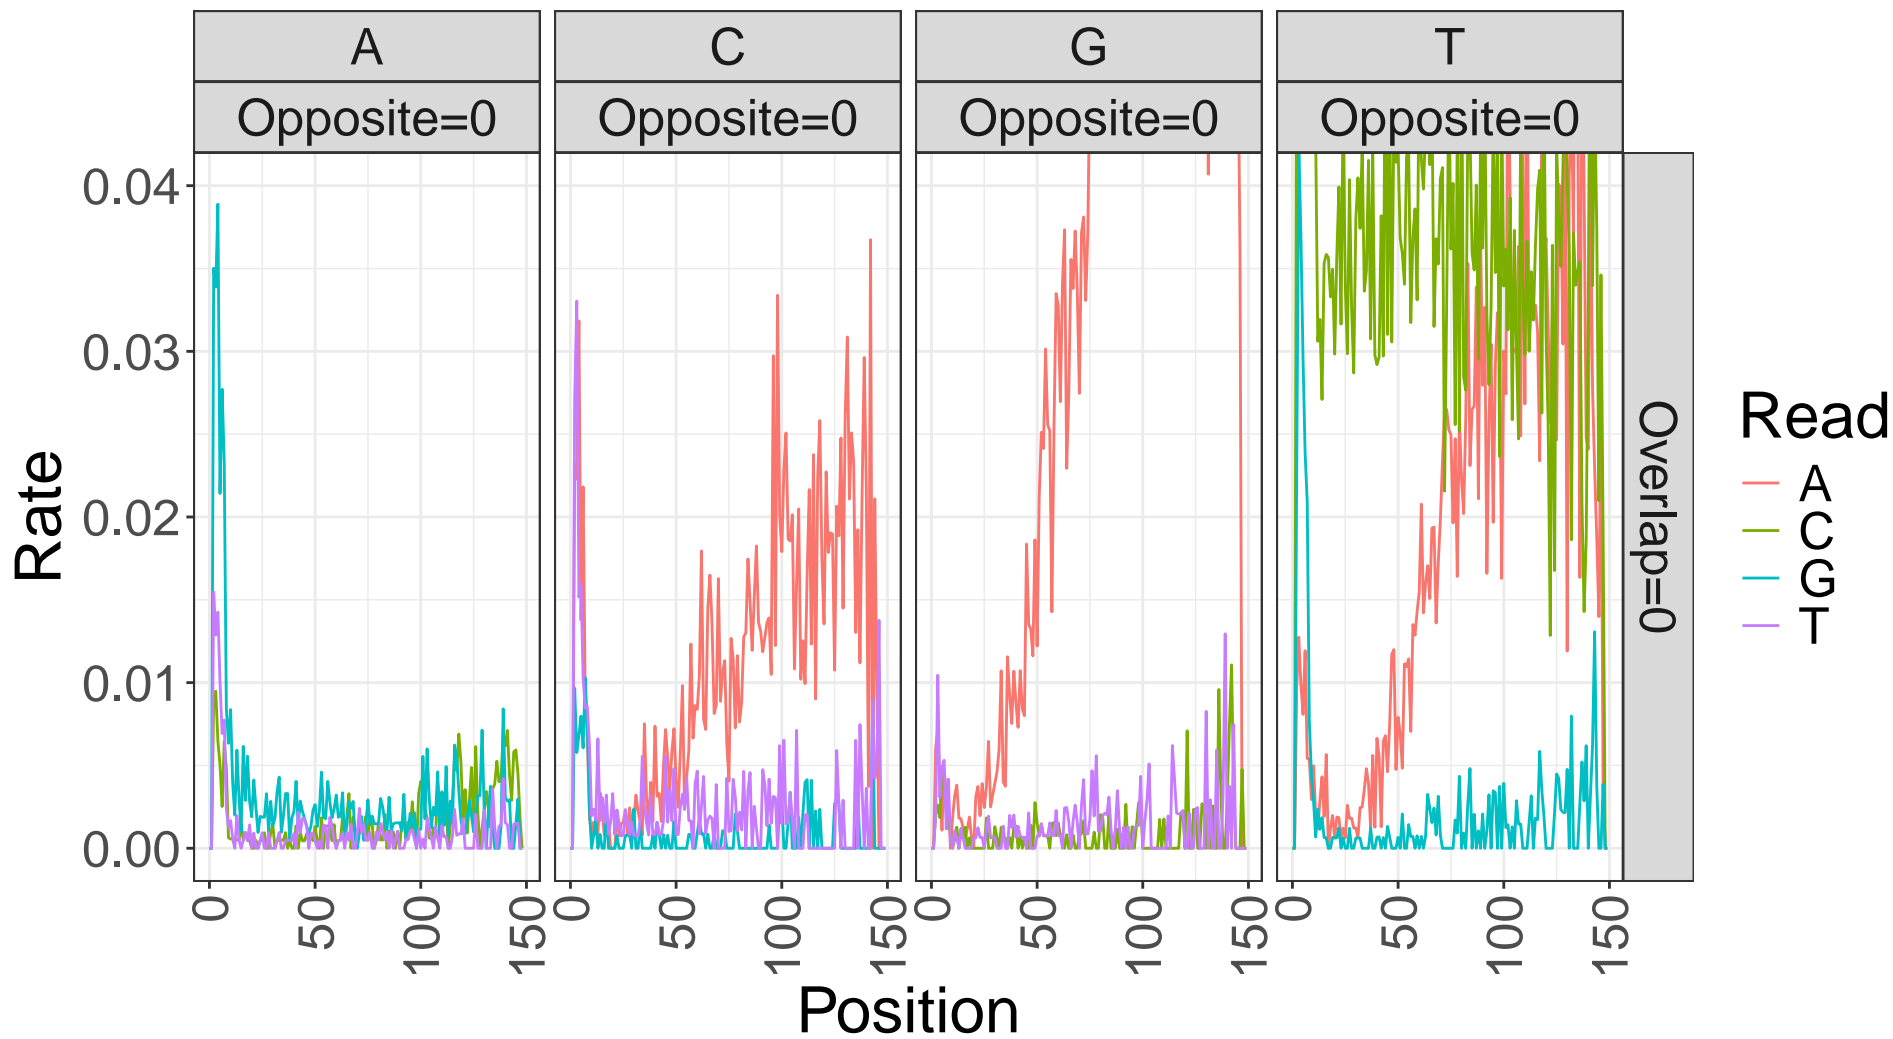 A C G T
Opposite=0 Opposite=0 Opposite=0 Opposite=0
0.04
0.03
0.02
0.01
0.00
Rate
Overlap=0
Read
A
C
G
T
0 50 100 150 0 50 100 150 0 50 100 150 0 50 100 150
Position